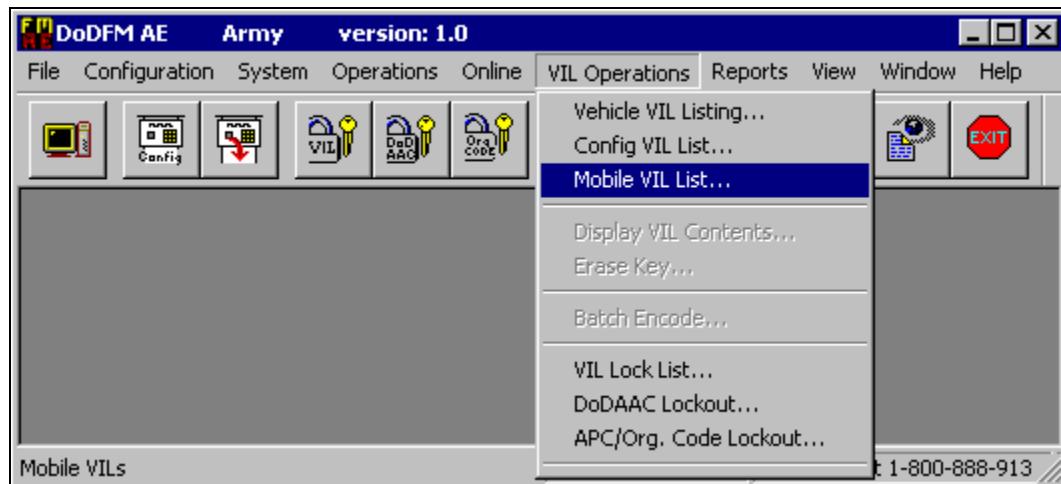 FMAE DoDFM AE Army version: 1.0
File Configuration System Operations Online VIL Operations Reports View Window Help
Config VIL DoD AAC Org. CODE EXIT
Vehicle VIL Listing...
Config VIL List...
Mobile VIL List...
Display VIL Contents...
Erase Key...
Batch Encode...
VIL Lock List...
DoDAAC Lockout...
APC/Org. Code Lockout...
Mobile VILs
t 1-800-888-913